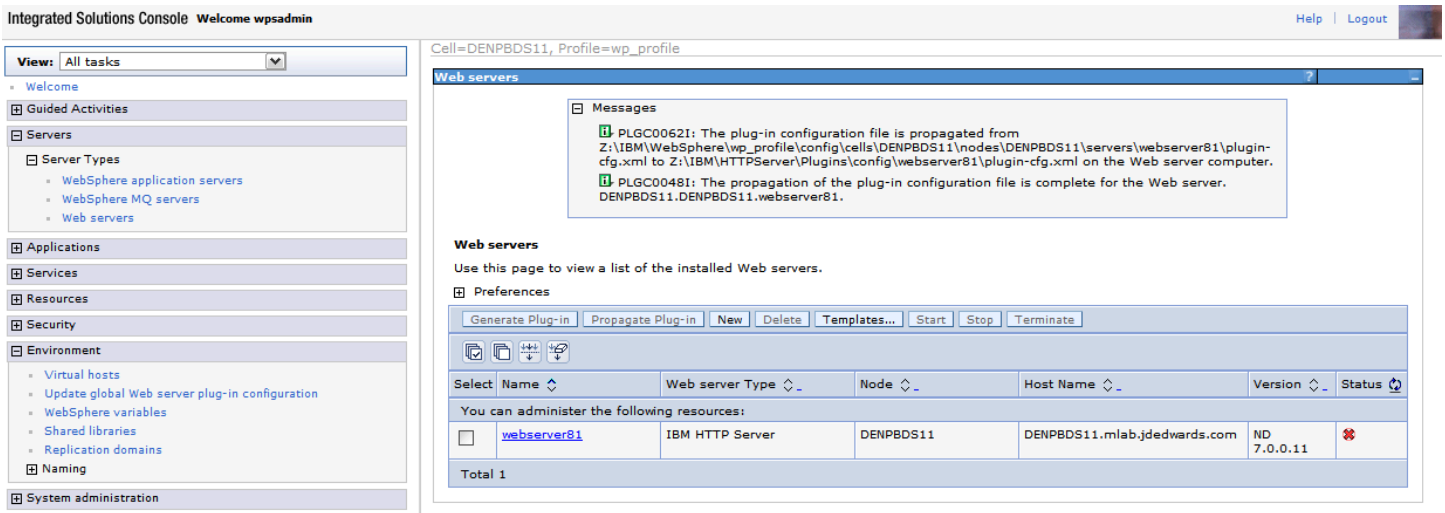 Integrated Solutions Console Welcome wpsadmin
Help | Logout
View: All tasks
Welcome
Guided Activities
Servers
Server Types
WebSphere application servers
WebSphere MQ servers
Web servers
Applications
Services
Resources
Security
Environment
Virtual hosts
Update global Web server plug-in configuration
WebSphere variables
Shared libraries
Replication domains
Naming
System administration
Cell=DENPBDS11, Profile=wp_profile
Web servers ? _
Messages
PLGC0062I: The plug-in configuration file is propagated from
Z:\IBM\WebSphere\wp_profile\config\cells\DENPBDS11\nodes\DENPBDS11\servers\webserver81\plugin-
cfg.xml to Z:\IBM\HTTPServer\Plugins\config\webserver81\plugin-cfg.xml on the Web server computer.
PLGC0048I: The propagation of the plug-in configuration file is complete for the Web server.
DENPBDS11.DENPBDS11.webserver81.
Web servers
Use this page to view a list of the installed Web servers.
Preferences
Generate Plug-in Propagate Plug-in New Delete Templates... Start Stop Terminate
Select Name Web server Type Node Host Name Version Status
You can administer the following resources:
webserver81 IBM HTTP Server DENPBDS11 DENPBDS11.mlab.jdedwards.com ND
7.0.0.11
Total 1